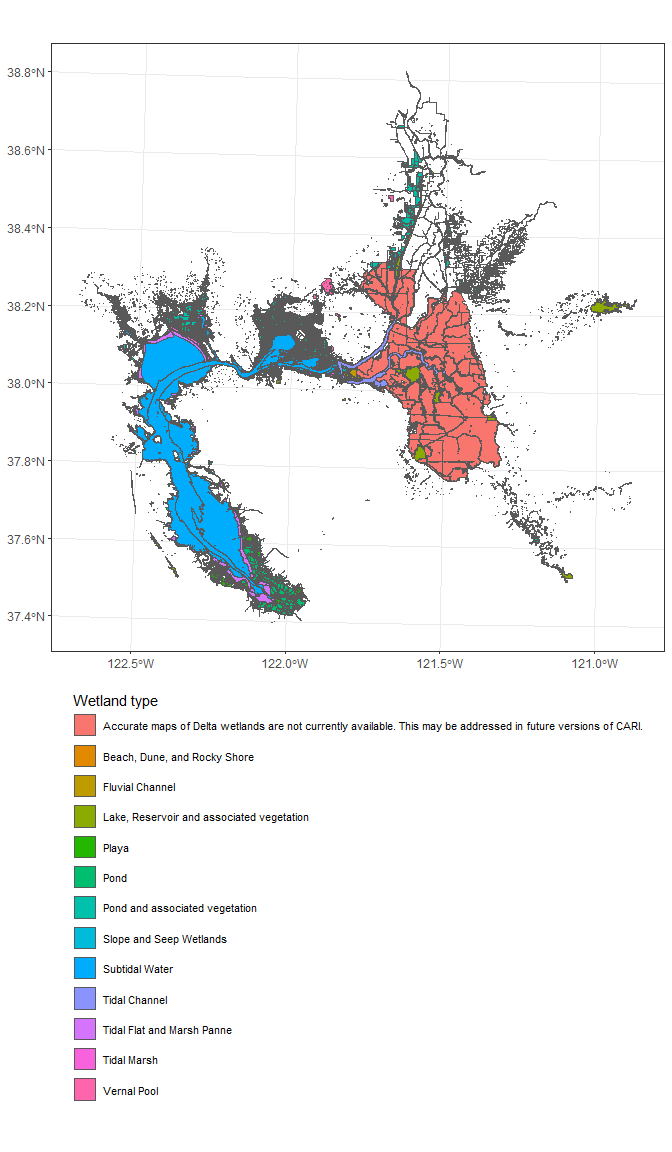 38.8°N
38.6°N
38.4°N
38.2°N
38.0°N
37.8°N
37.6°N
37.4°N
122.5°W 122.0°W 121.5°W 121.0°W
Wetland type
Accurate maps of Delta wetlands are not currently available. This may be addressed in future versions of CARI.
Beach, Dune, and Rocky Shore
Fluvial Channel
Lake, Reservoir and associated vegetation
Playa
Pond
Pond and associated vegetation
Slope and Seep Wetlands
Subtidal Water
Tidal Channel
Tidal Flat and Marsh Panne
Tidal Marsh
Vernal Pool